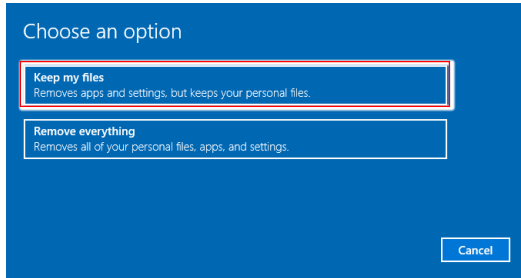 Choose an option
Keep my files
Removes apps and settings, but keeps your personal files.
Remove everything
Removes all of your personal files, apps, and settings.
Cancel